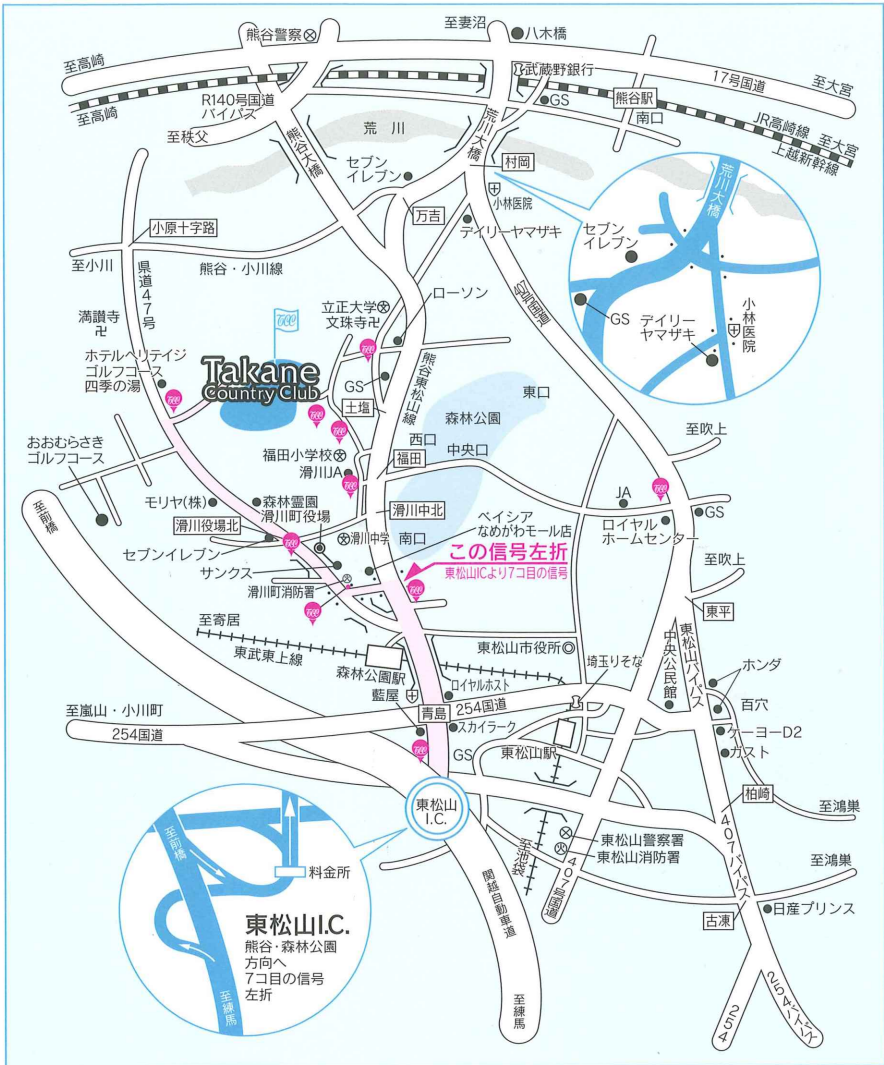 熊谷警察
至妻沼
八木橋
至高崎
武蔵野銀行
17号国道
至大宮
R140号国道
バイパス
至高崎
GS
熊谷駅
南口
JR高崎線
至大宮
上越新幹線
至秩父
熊谷大橋
荒川
荒川大橋
セブン
イレブン
村岡
小林医院
万吉
デイリーヤマザキ
荒川大橋
セブン
イレブン
GS
デイリー
ヤマザキ
小林医院
小原十字路
至小川
熊谷・小川線
県道47号
満讃寺
立正大学
文珠寺
ローソン
Tee
ホテルヘリテイジ
ゴルフコース
四季の湯
Takane
Country Club
Tee
Tee
Tee
Tee
GS
土塩
熊谷東松山線
森林公園
東口
西口
中央口
至吹上
おおむらさき
ゴルフコース
福田小学校
滑川JA
福田
Tee
Tee
JA
GS
ロイヤル
ホームセンター
至前橋
モリヤ(株)
森林霊園
滑川町役場
滑川役場北
滑川中北
セブンイレブン
Tee
滑川中学
南口
ベイシア
なめがわモール店
サンクス
この信号左折
東松山ICより7コ目の信号
滑川町消防署
Tee
Tee
至吹上
東平
至寄居
東武東上線
森林公園駅
東松山市役所
埼玉りそな
中央公民館
東松山バイパス
ホンダ
百穴
藍屋
ロイヤルホスト
至嵐山・小川町
254国道
青島
254国道
スカイラーク
Tee
GS
東松山駅
ケーヨーD2
ガスト
東松山
I.C.
柏崎
至鴻巣
407バイパス
東松山警察署
東松山消防署
至池袋
407号国道
至鴻巣
至前橋
料金所
東松山I.C.
熊谷・森林公園
方向へ
7コ目の信号
左折
至練馬
関越自動車道
古凍
日産プリンス
至練馬
254
254バイパス